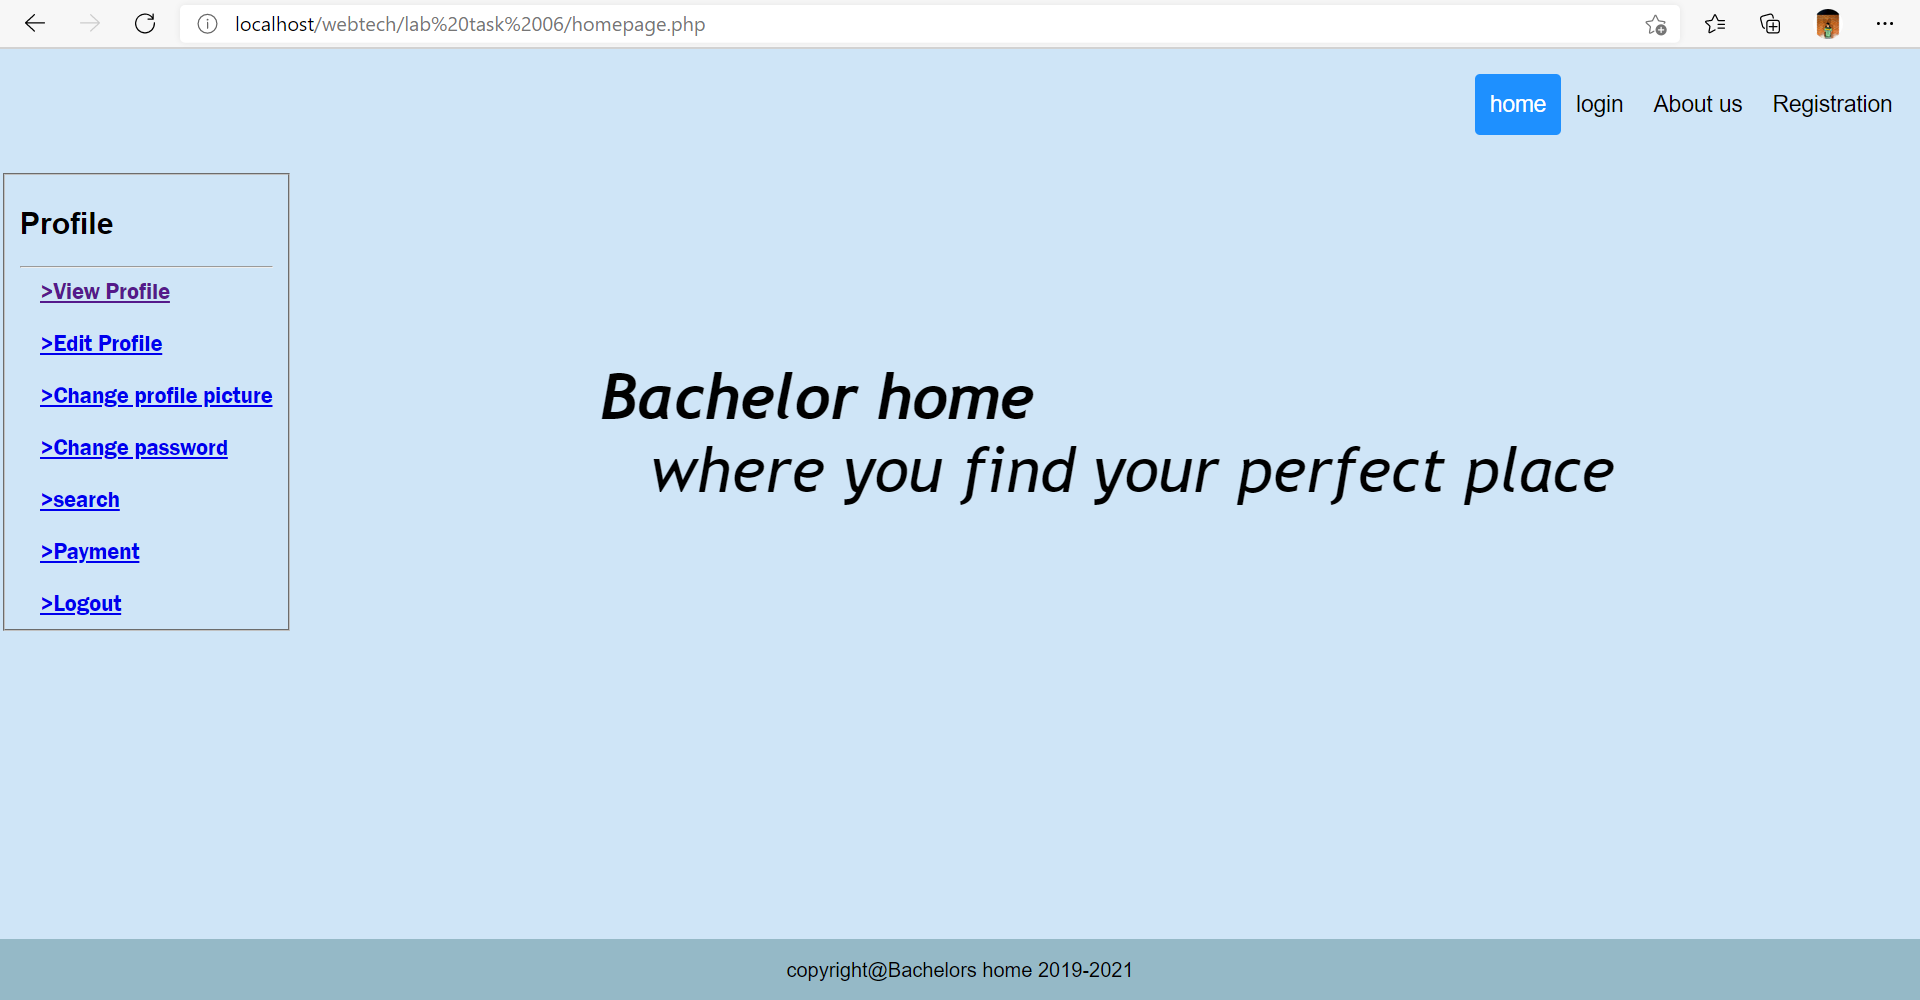 localhost/webtech/lab%20task%2006/homepage.php
home login About us Registration
Profile
>View Profile
>Edit Profile
>Change profile picture
>Change password
>search
>Payment
>Logout
Bachelor home
where you find your perfect place
copyright@Bachelors home 2019-2021